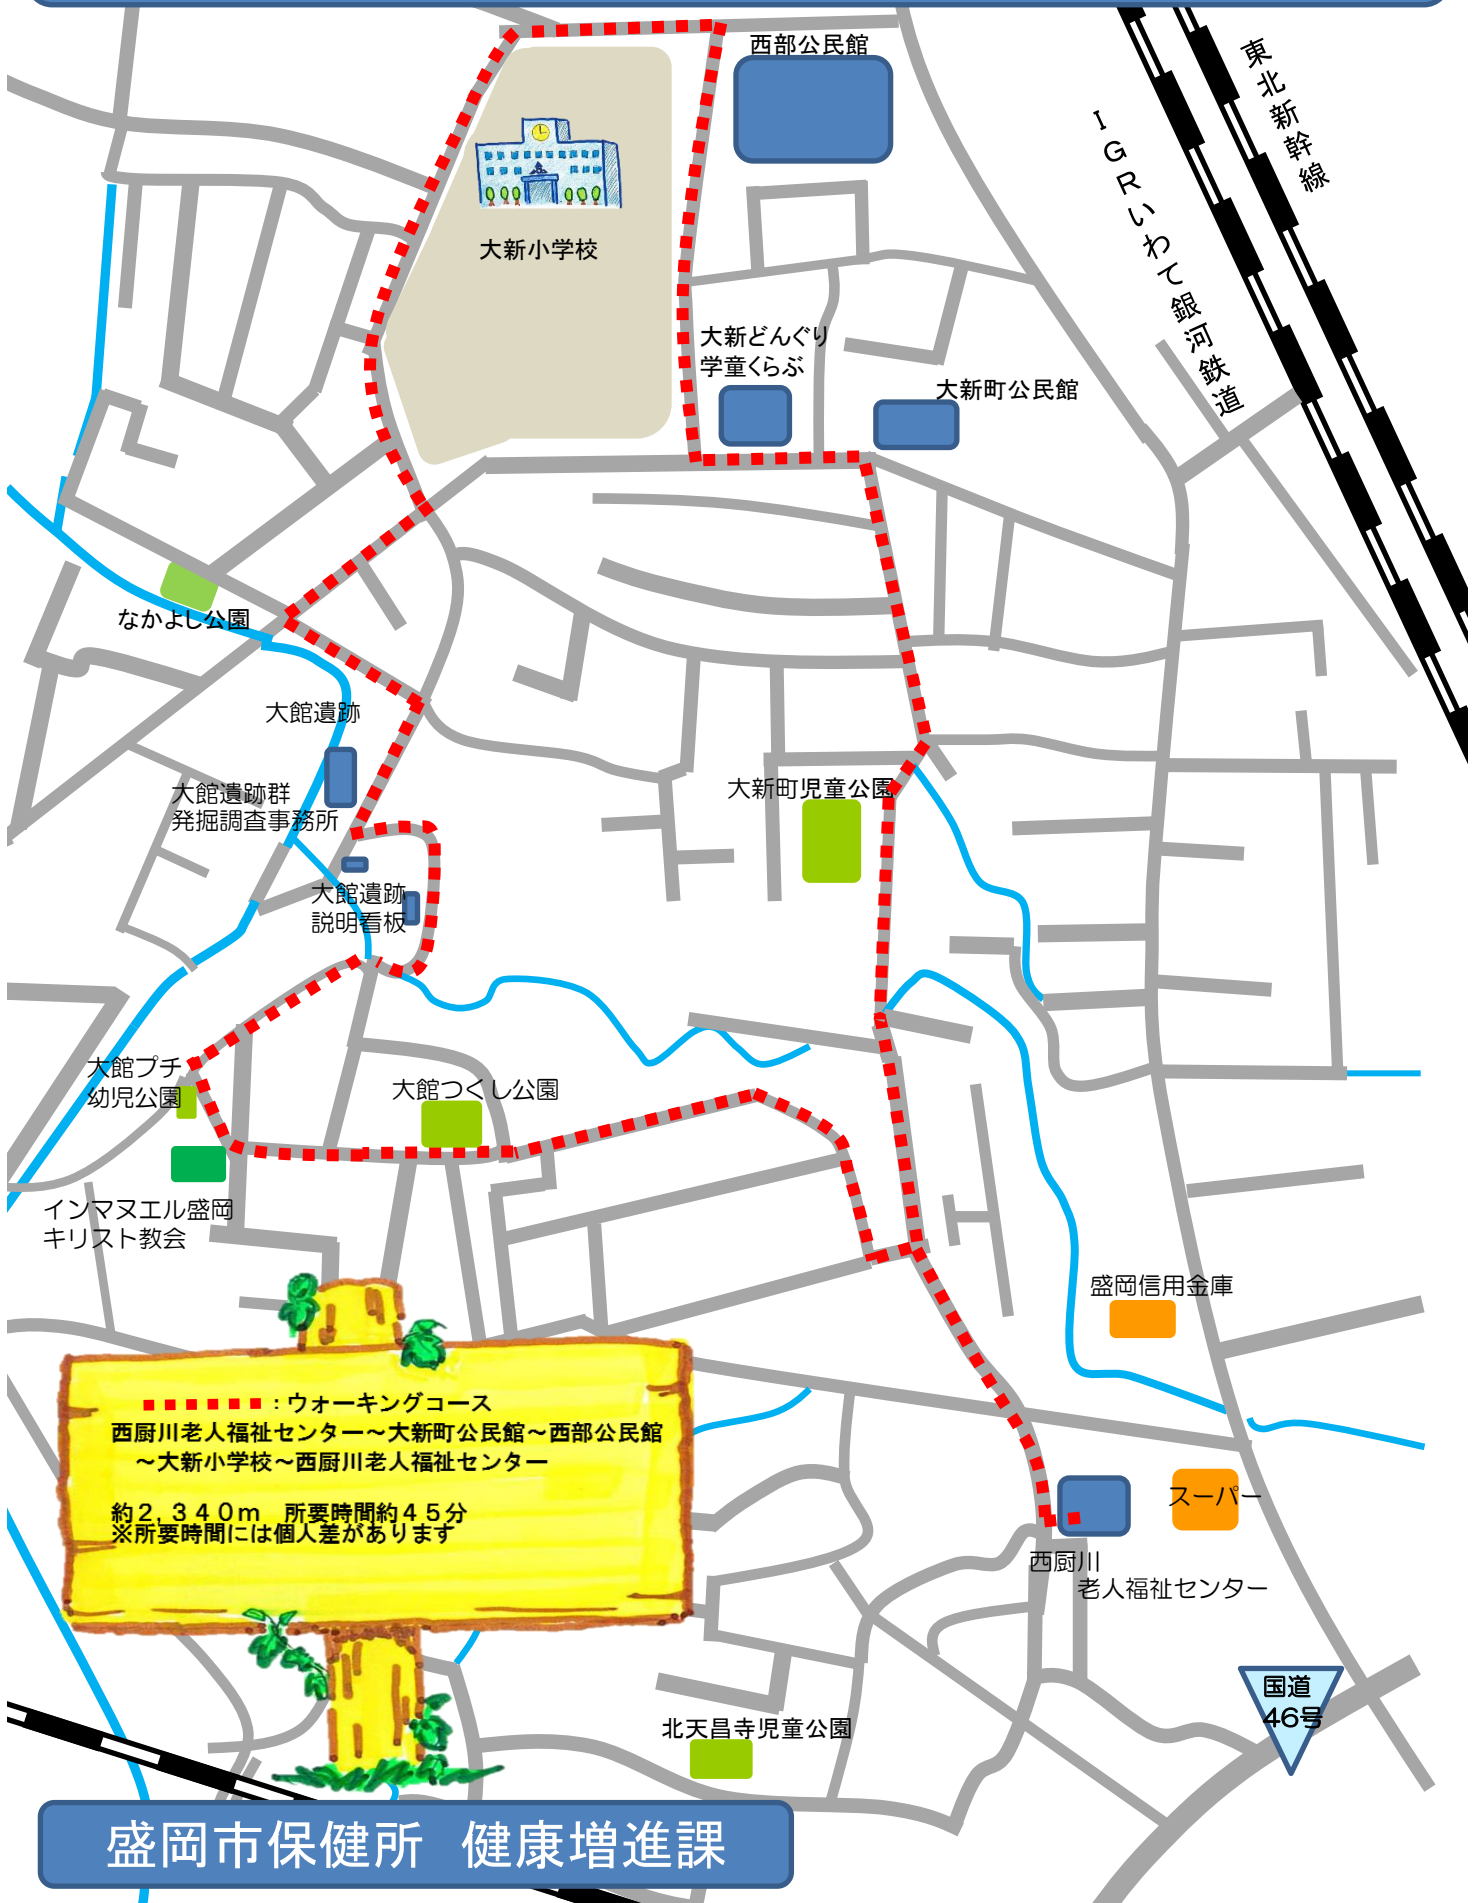 西部公民館
東北新幹線
IGRいわて銀河鉄道
大新小学校
大新どんぐり
学童くらぶ
大新町公民館
なかよし公園
大館遺跡
大館遺跡群
発掘調査事務所
大新町児童公園
大館遺跡
説明看板
大館プチ
幼児公園
大館つくし公園
インマヌエル盛岡
キリスト教会
盛岡信用金庫
：ウォーキングコース
西厨川老人福祉センター～大新町公民館～西部公民館
～大新小学校～西厨川老人福祉センター
約２，３４０ｍ　所要時間約４５分
※所要時間には個人差があります
スーパー
西厨川
老人福祉センター
国道
46号
北天昌寺児童公園
盛岡市保健所　健康増進課